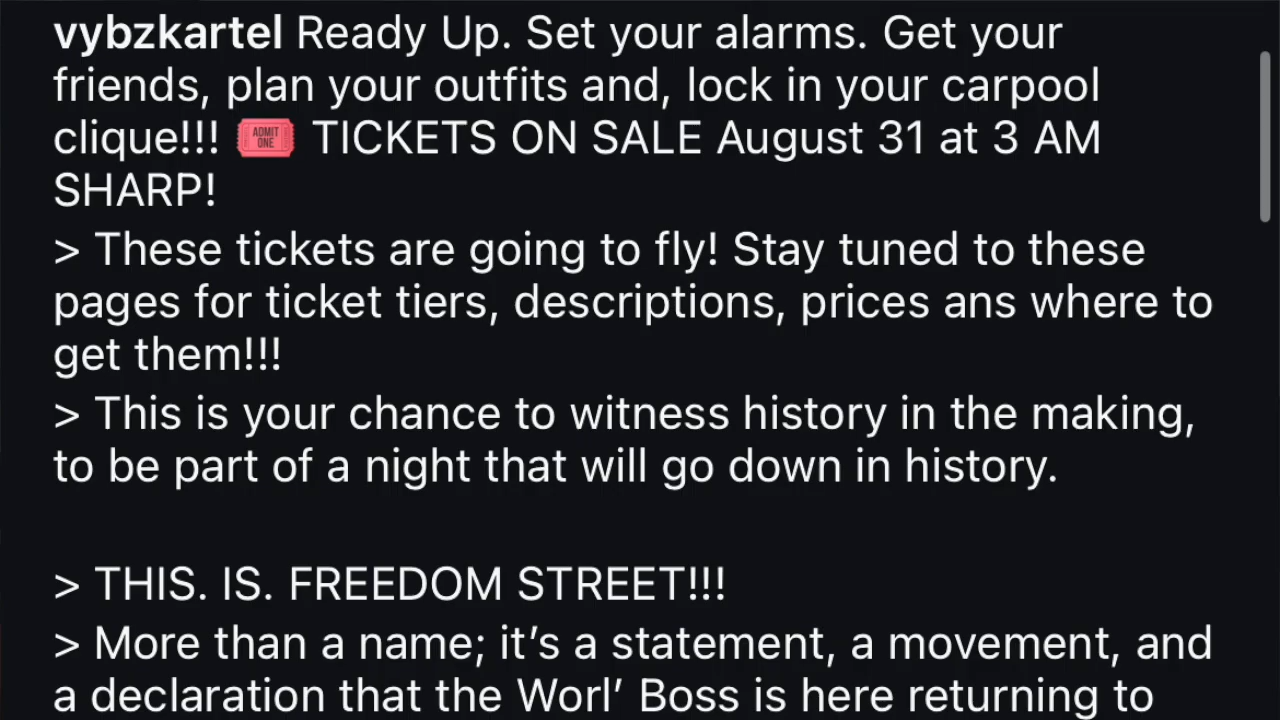 vybzkartel Ready Up. Set your alarms. Get your
friends, plan your outfits and, lock in your carpool
clique!!! 🎟️ TICKETS ON SALE August 31 at 3 AM
SHARP!
> These tickets are going to fly! Stay tuned to these
pages for ticket tiers, descriptions, prices ans where to
get them!!!
> This is your chance to witness history in the making,
to be part of a night that will go down in history.
> THIS. IS. FREEDOM STREET!!!
> More than a name; it’s a statement, a movement, and
a declaration that the Worl’ Boss is here returning to